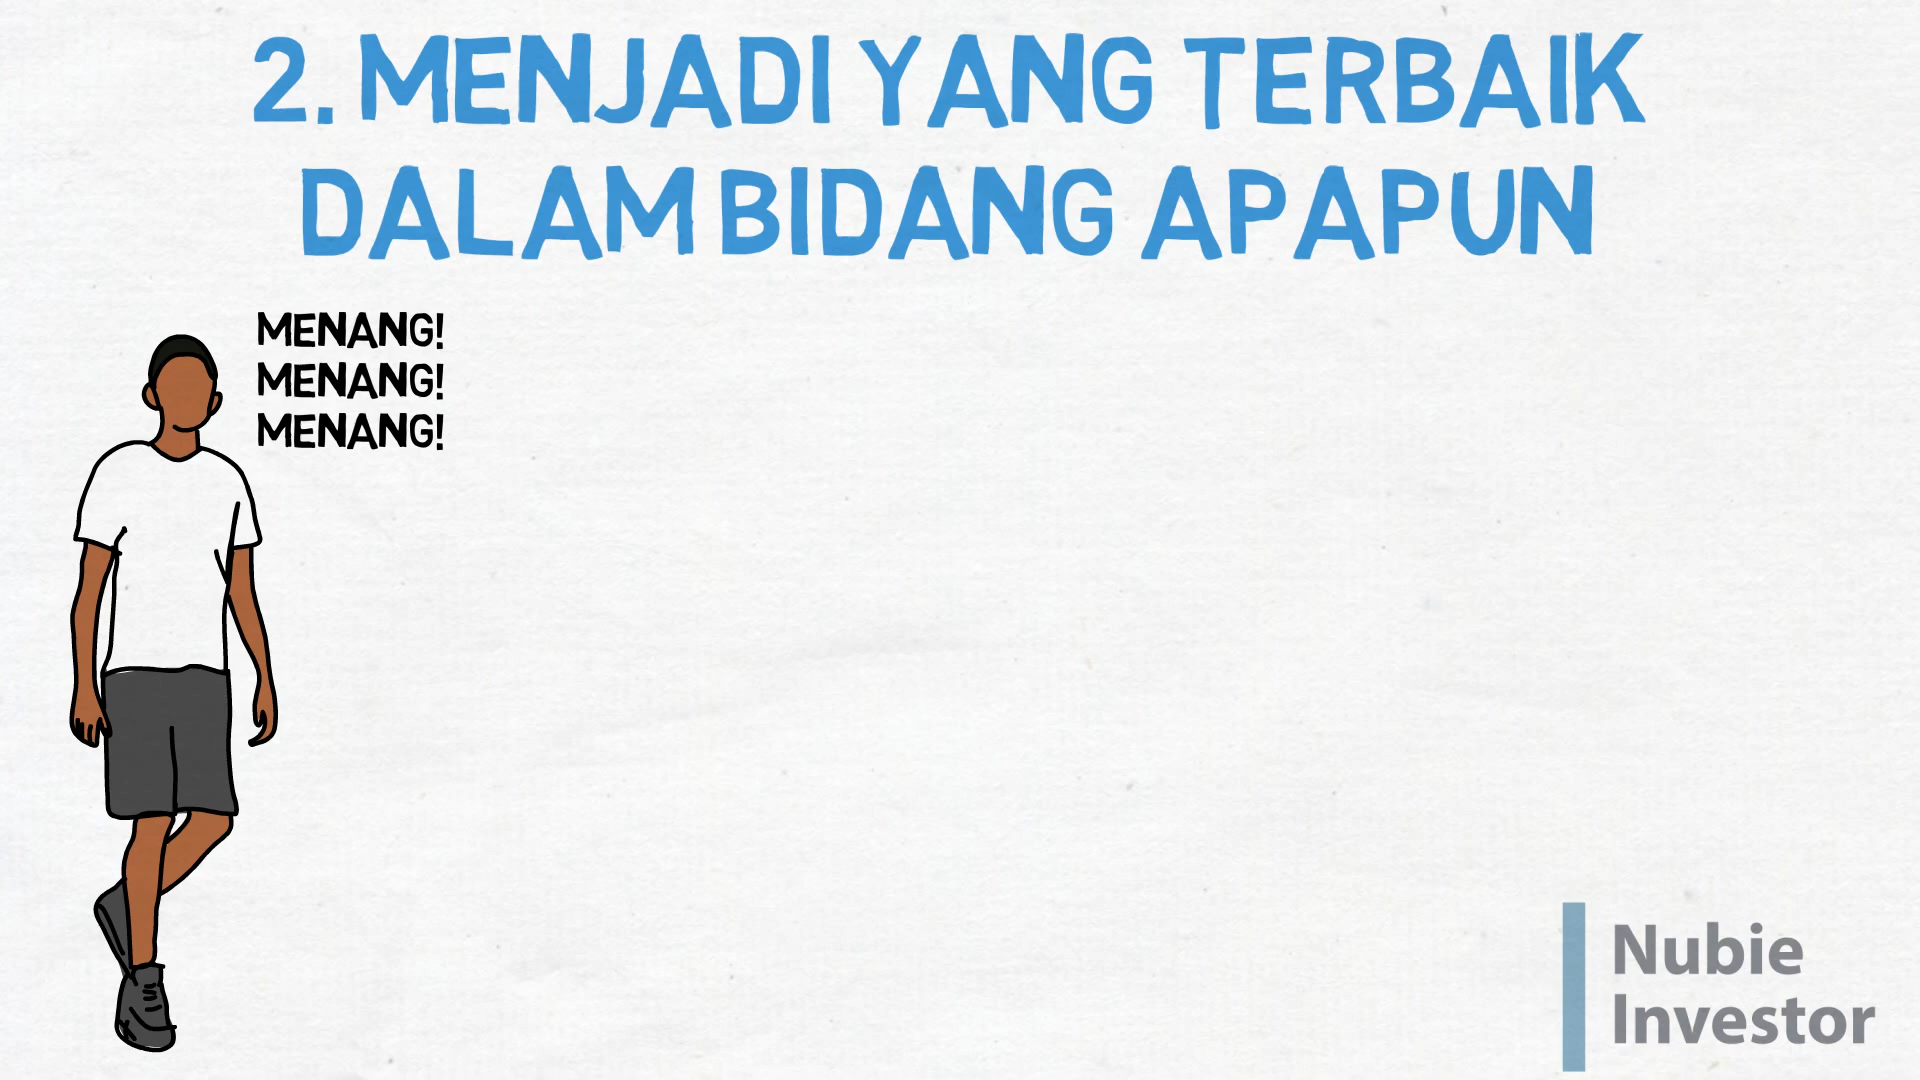 2. MENJADI YANG TERBAIK
DALAM BIDANG APAPUN
MENANG!
MENANG!
MENANG!
Nubie
Investor